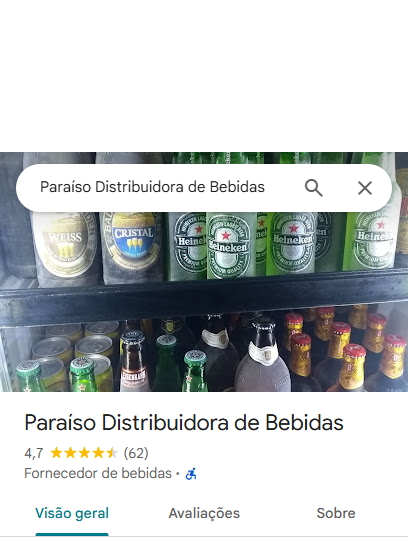 Paraíso Distribuidora de Bebidas
WEISS
CRISTAL
Heineken
Heineken
Heineken
Heineken
Paraíso Distribuidora de Bebidas
4,7 (62)
Fornecedor de bebidas ·
Visão geral
Avaliações
Sobre